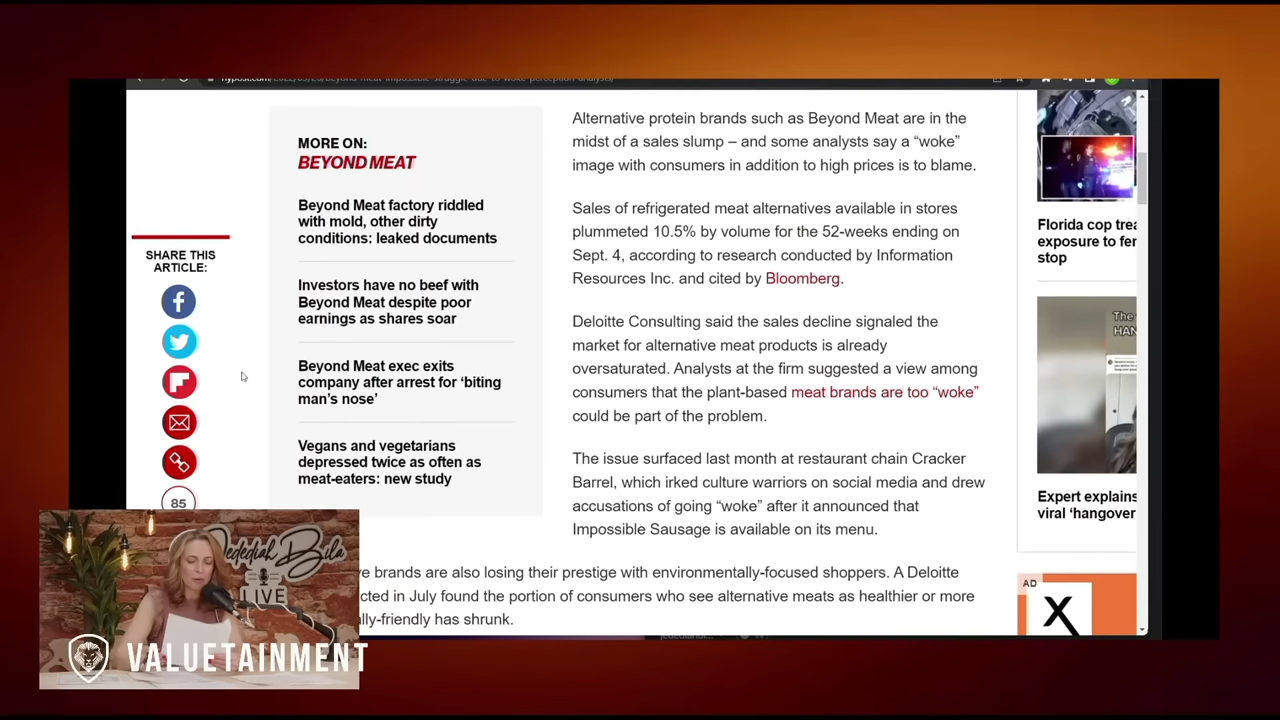 MORE ON:
BEYOND MEAT
Beyond Meat factory riddled
with mold, other dirty
conditions: leaked documents
Investors have no beef with
Beyond Meat despite poor
earnings as shares soar
Beyond Meat exec exits
company after arrest for ‘biting
man’s nose’
Vegans and vegetarians
depressed twice as often as
meat-eaters: new study
SHARE THIS
ARTICLE:
85
Alternative protein brands such as Beyond Meat are in the
midst of a sales slump – and some analysts say a “woke”
image with consumers in addition to high prices is to blame.
Sales of refrigerated meat alternatives available in stores
plummeted 10.5% by volume for the 52-weeks ending on
Sept. 4, according to research conducted by Information
Resources Inc. and cited by Bloomberg.
Deloitte Consulting said the sales decline signaled the
market for alternative meat products is already
oversaturated. Analysts at the firm suggested a view among
consumers that the plant-based meat brands are too “woke”
could be part of the problem.
The issue surfaced last month at restaurant chain Cracker
Barrel, which irked culture warriors on social media and drew
accusations of going “woke” after it announced that
Impossible Sausage is available on its menu.
ve brands are also losing their prestige with environmentally-focused shoppers. A Deloitte
cted in July found the portion of consumers who see alternative meats as healthier or more
lly-friendly has shrunk.
Florida cop trea
exposure to fer
stop
The
HAN
Expert explains
viral ‘hangover
AD
X
Jedediah Bila
LIVE
VALUETAINMENT